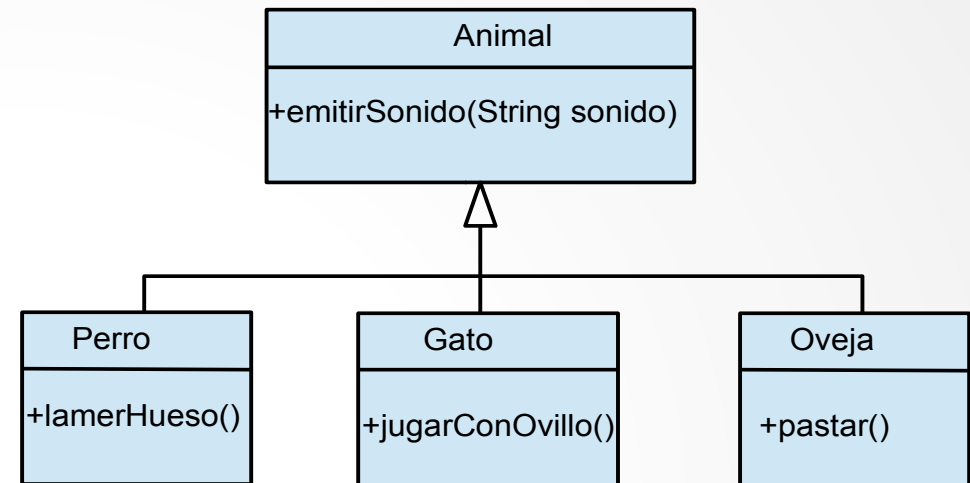 Animal
+emitirSonido(String sonido)
Perro
Gato
Oveja
+lamerHueso()
+jugarConOvillo()
+pastar()